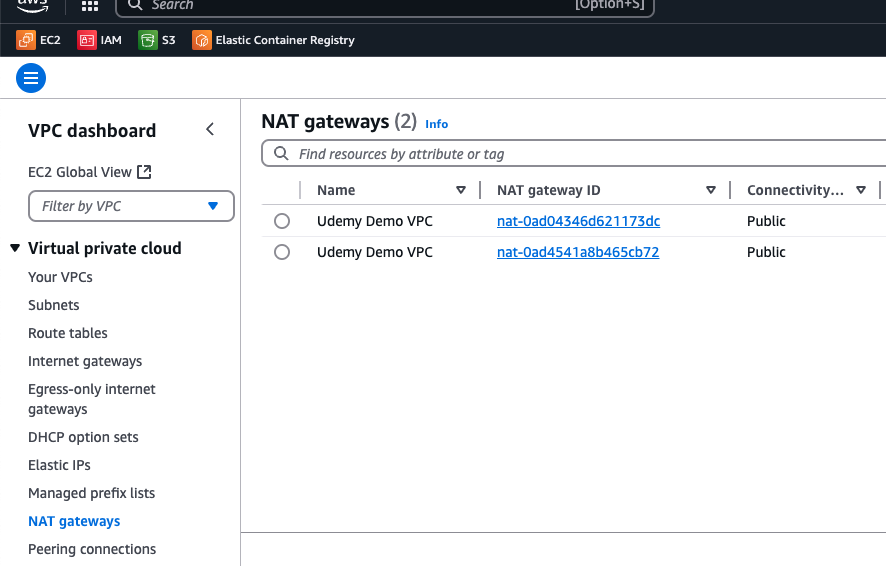 aws
Search
[Option+S]
EC2
IAM
S3
Elastic Container Registry
VPC dashboard
EC2 Global View
Filter by VPC
Virtual private cloud
Your VPCs
Subnets
Route tables
Internet gateways
Egress-only internet
gateways
DHCP option sets
Elastic IPs
Managed prefix lists
NAT gateways
Peering connections
NAT gateways (2) Info
Find resources by attribute or tag
Name NAT gateway ID Connectivity...
Udemy Demo VPC nat-0ad04346d621173dc Public
Udemy Demo VPC nat-0ad4541a8b465cb72 Public